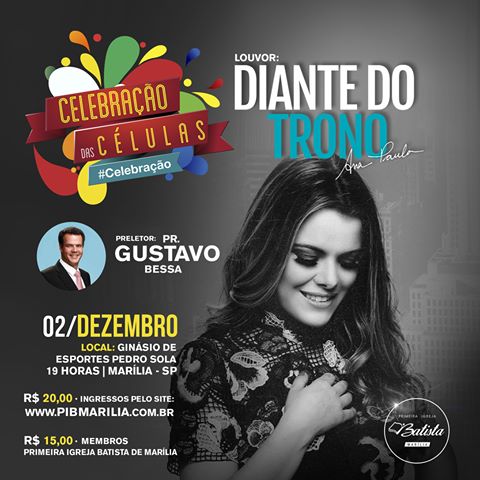 CELEBRAÇÃO
DAS CÉLULAS
#Celebração
LOUVOR:
DIANTE DO
TRONO
Ana Paula
PRELETOR: PR.
GUSTAVO
BESSA
02/DEZEMBRO
LOCAL: GINÁSIO DE
ESPORTES PEDRO SOLA
19 HORAS | MARÍLIA - SP
R$ 20,00 - INGRESSOS PELO SITE:
WWW.PIBMARILIA.COM.BR
R$ 15,00 - MEMBROS
PRIMEIRA IGREJA BATISTA DE MARÍLIA
PRIMEIRA IGREJA
Batista
MARÍLIA